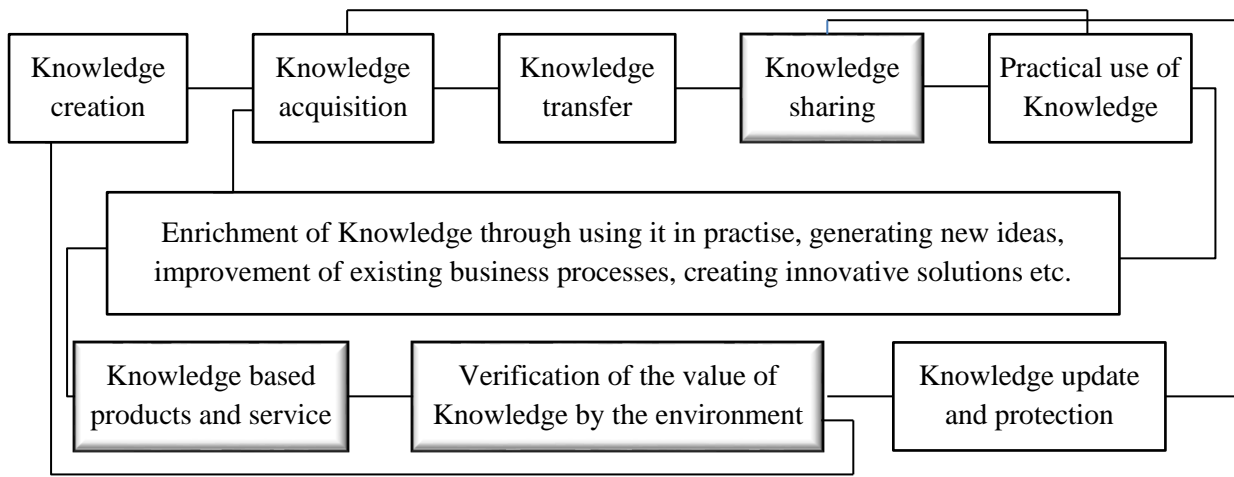 Knowledge
creation
Knowledge
acquisition
Knowledge
transfer
Knowledge
sharing
Practical use of
Knowledge
Enrichment of Knowledge through using it in practise, generating new ideas,
improvement of existing business processes, creating innovative solutions etc.
Knowledge based
products and service
Verification of the value of
Knowledge by the environment
Knowledge update
and protection